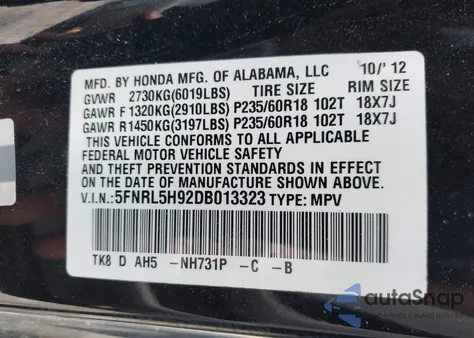 MFD. BY HONDA MFG. OF ALABAMA, LLC 10/'12
GVWR 2730KG(6019LBS) TIRE SIZE RIM SIZE
GAWR F 1320KG(2910LBS) P235/60R18 102T 18X7J
GAWR R 1450KG(3197LBS) P235/60R18 102T 18X7J
THIS VEHICLE CONFORMS TO ALL APPLICABLE
FEDERAL MOTOR VEHICLE SAFETY
AND THEFT PREVENTION STANDARDS IN EFFECT ON
THE DATE OF MANUFACTURE SHOWN ABOVE.
V.I.N.:5FNRL5H92DB013323 TYPE: MPV
TK8 D AH5 -NH731P -C -B
autoSnap